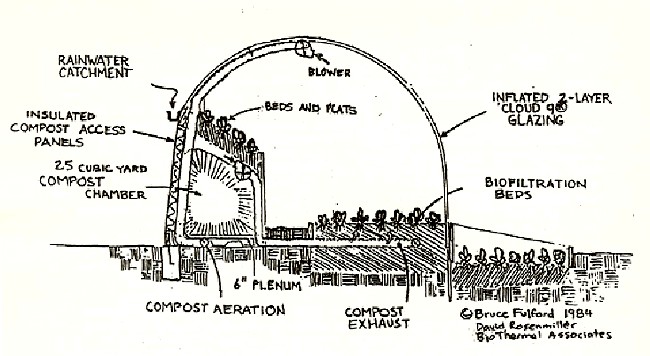 RAINWATER
CATCHMENT
BLOWER
INSULATED
COMPOST ACCESS
PANELS
BEDS AND FLATS
INFLATED 2-LAYER
"CLOUD 9®
GLAZING
25 CUBIC YARD
COMPOST
CHAMBER
BIOFILTRATION
BEDS
6" PLENUM
COMPOST AERATION
COMPOST
EXHAUST
©Bruce Fulford 1984
David Rosenmiller
BioThermal Associates